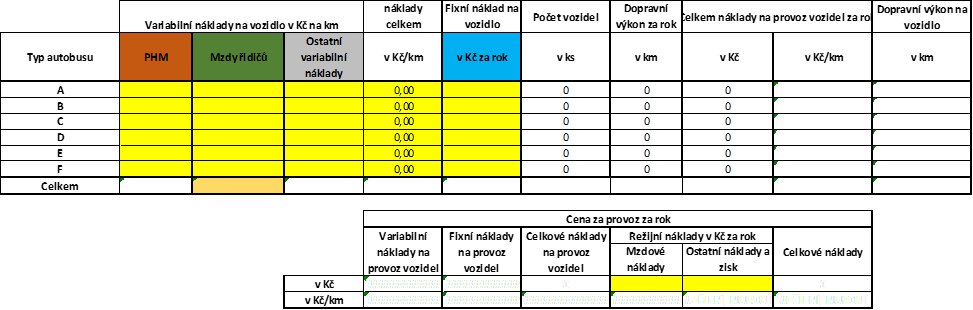 Variabilní náklady na vozidlo v Kč na km
náklady celkem
Fixní náklad na vozidlo
Počet vozidel
Dopravní výkon za rok
Celkem náklady na provoz vozidel za ro
Dopravní výkon na vozidlo
Typ autobusu
PHM
Mzdy řidičů
Ostatní variabilní náklady
v Kč/km
v Kč za rok
v ks
v km
v Kč
v Kč/km
v km
A 0,00 0 0 0
B 0,00 0 0 0
C 0,00 0 0 0
D 0,00 0 0 0
E 0,00 0 0 0
F 0,00 0 0 0
Celkem
Cena za provoz za rok
Variabilní náklady na provoz vozidel
Fixní náklady na provoz vozidel
Celkové náklady na provoz vozidel
Režijní náklady v Kč za rok
Mzdové náklady
Ostatní náklady a zisk
Celkové náklady
v Kč
v Kč/km